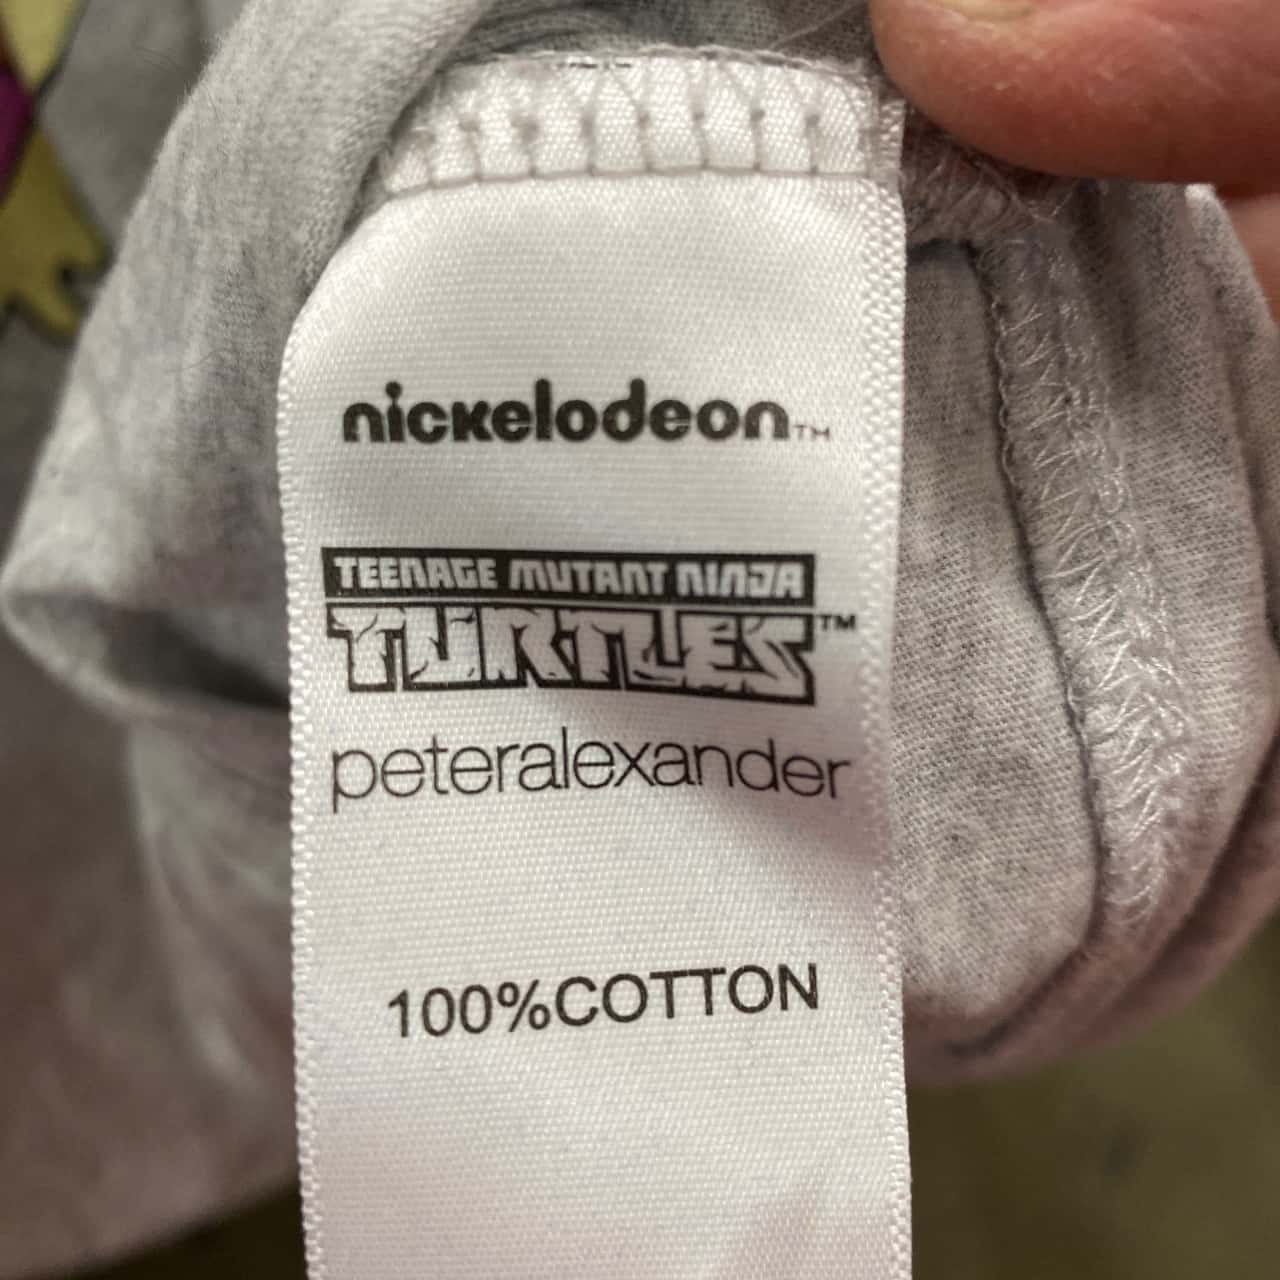 nickelodeon™
TEENAGE MUTANT NINJA
TURTLES™
peteralexander
100%COTTON